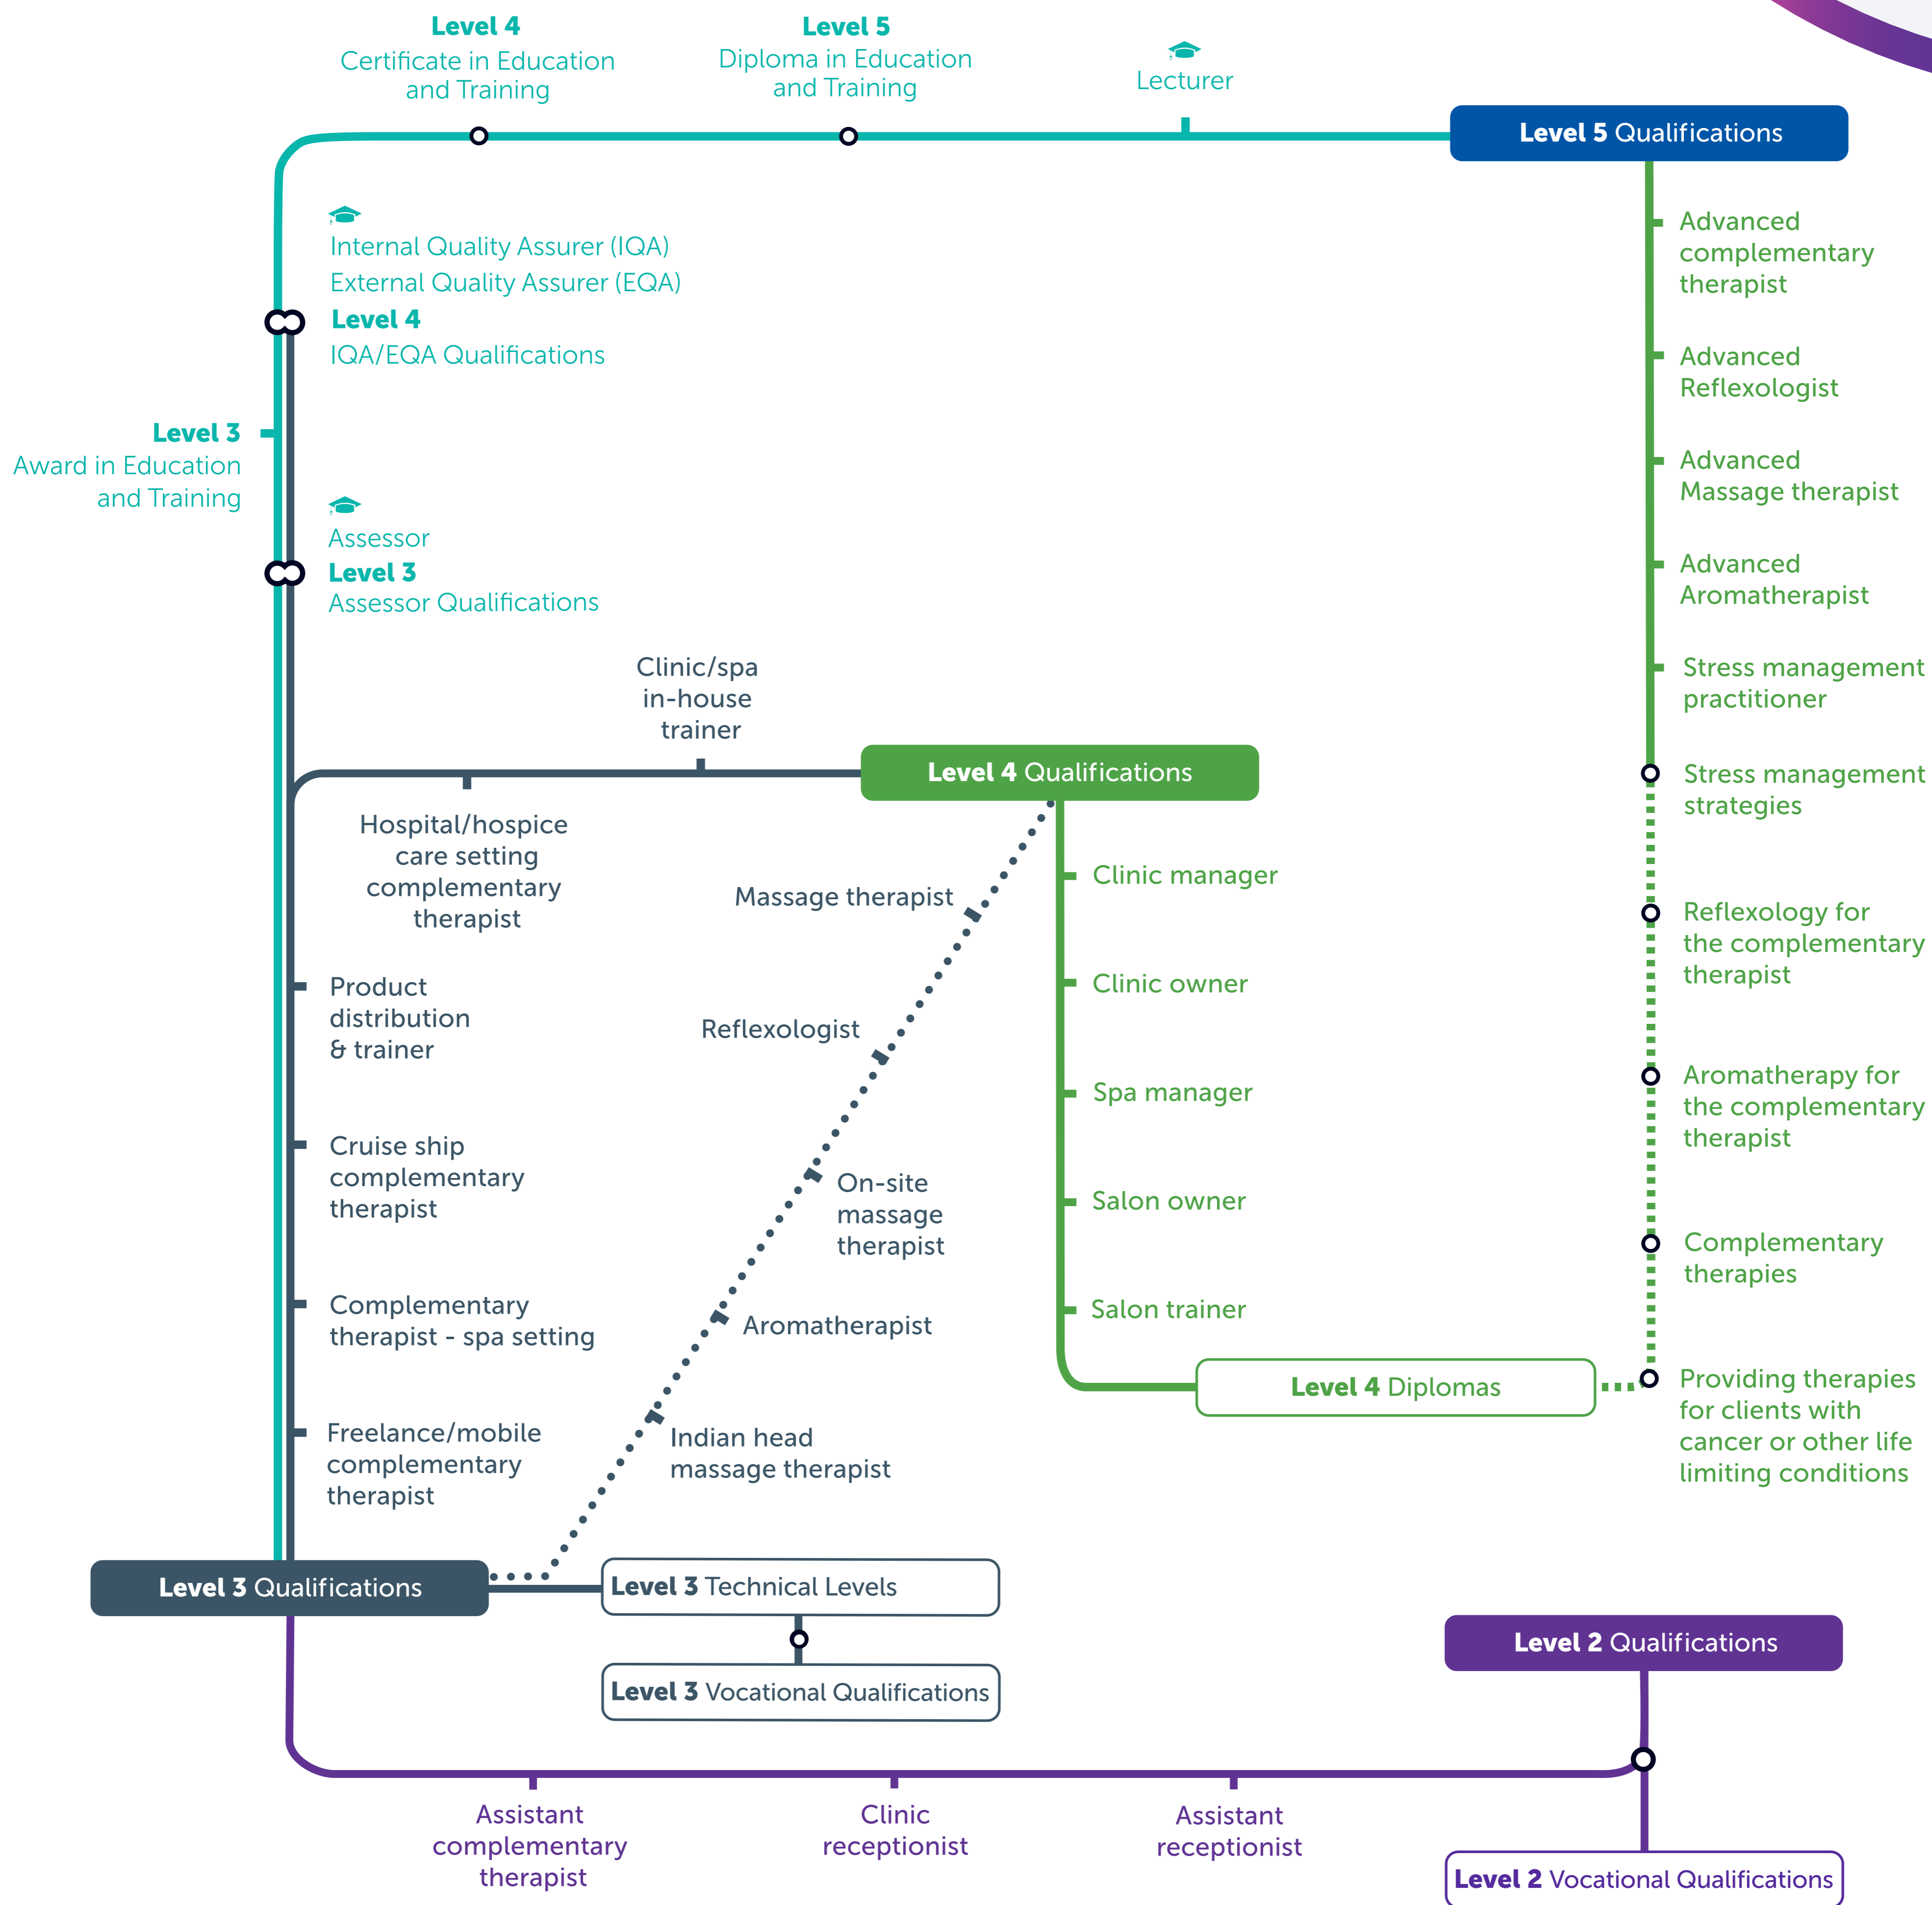 Level 4
Certificate in Education
and Training
Level 5
Diploma in Education
and Training
Lecturer
Level 5 Qualifications
Internal Quality Assurer (IQA)
External Quality Assurer (EQA)
Level 4
IQA/EQA Qualifications
Level 3
Award in Education
and Training
Assessor
Level 3
Assessor Qualifications
Advanced
complementary
therapist
Advanced
Reflexologist
Advanced
Massage therapist
Advanced
Aromatherapist
Stress management
practitioner
Stress management
strategies
Reflexology for
the complementary
therapist
Aromatherapy for
the complementary
therapist
Complementary
therapies
Providing therapies
for clients with
cancer or other life
limiting conditions
Clinic/spa
in-house
trainer
Level 4 Qualifications
Hospital/hospice
care setting
complementary
therapist
Product
distribution
& trainer
Cruise ship
complementary
therapist
Complementary
therapist - spa setting
Freelance/mobile
complementary
therapist
Massage therapist
Reflexologist
On-site
massage
therapist
Aromatherapist
Indian head
massage therapist
Clinic manager
Clinic owner
Spa manager
Salon owner
Salon trainer
Level 4 Diplomas
Level 3 Qualifications
Level 3 Technical Levels
Level 3 Vocational Qualifications
Level 2 Qualifications
Assistant
complementary
therapist
Clinic
receptionist
Assistant
receptionist
Level 2 Vocational Qualifications